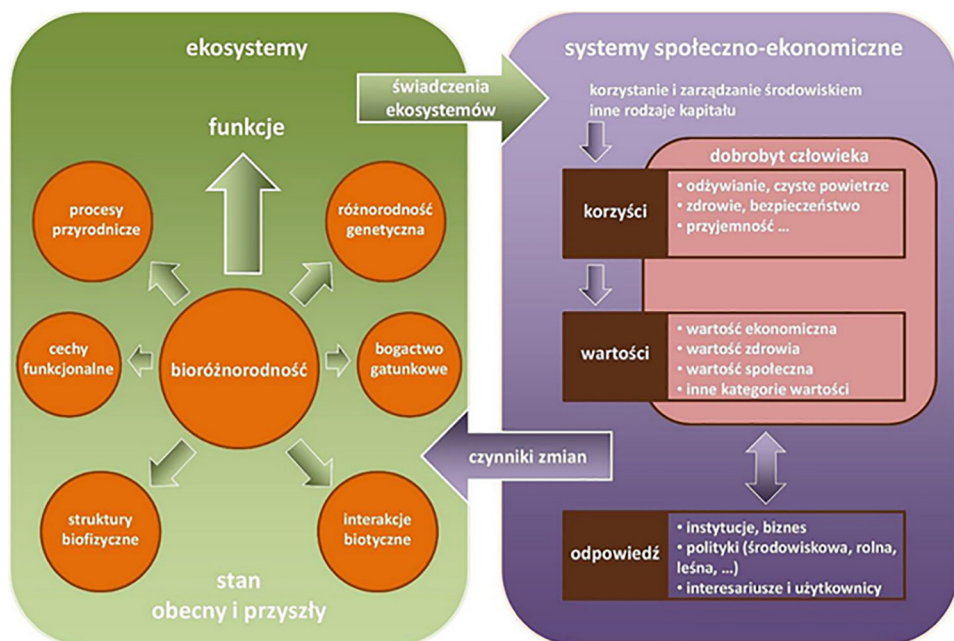 ekosystemy
funkcje
procesy
przyrodnicze
różnorodność
genetyczna
cechy
funkcjonalne
bioróżnorodność
bogactwo
gatunkowe
struktury
biofizyczne
interakcje
biotyczne
stan
obecny i przyszły
świadczenia
ekosystemów
czynniki zmian
systemy społeczno-ekonomiczne
korzystanie i zarządzanie środowiskiem
inne rodzaje kapitału
dobrobyt człowieka
korzyści
• odżywianie, czyste powietrze
• zdrowie, bezpieczeństwo
• przyjemność ...
wartości
• wartość ekonomiczna
• wartość zdrowia
• wartość społeczna
• inne kategorie wartości
odpowiedź
• instytucje, biznes
• polityki (środowiskowa, rolna,
leśna, ...)
• interesariusze i użytkownicy